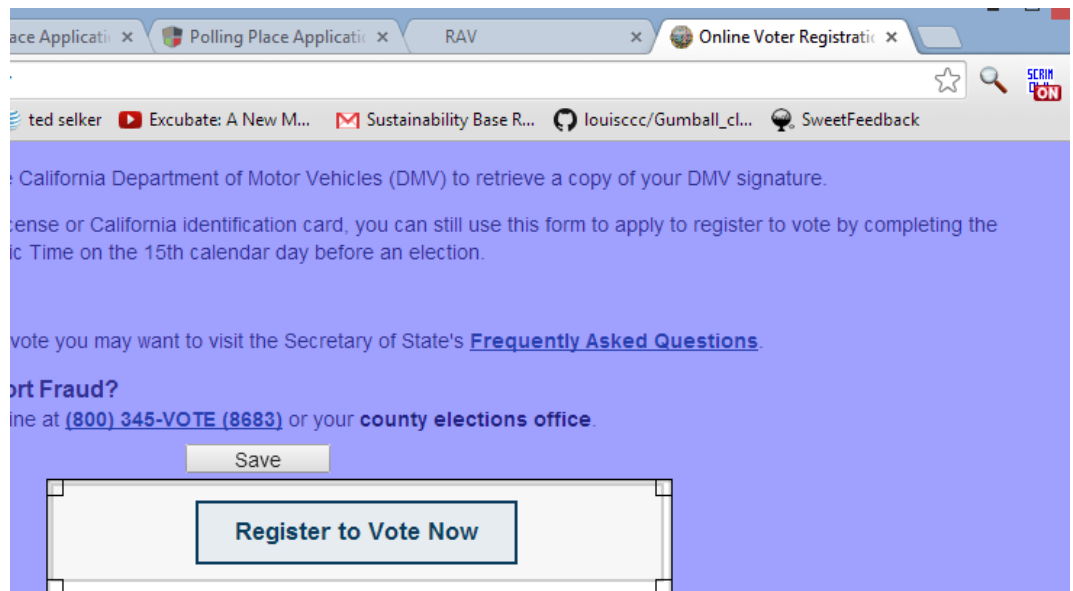 ace Applicatio Polling Place Applicatio RAV Online Voter Registratio
SCRIM
ON
ted selker Excubate: A New M... Sustainability Base R... louisccc/Gumball_cl... SweetFeedback
California Department of Motor Vehicles (DMV) to retrieve a copy of your DMV signature.
cense or California identification card, you can still use this form to apply to register to vote by completing the
ic Time on the 15th calendar day before an election.
vote you may want to visit the Secretary of State's Frequently Asked Questions.
ort Fraud?
ine at (800) 345-VOTE (8683) or your county elections office.
Save
Register to Vote Now